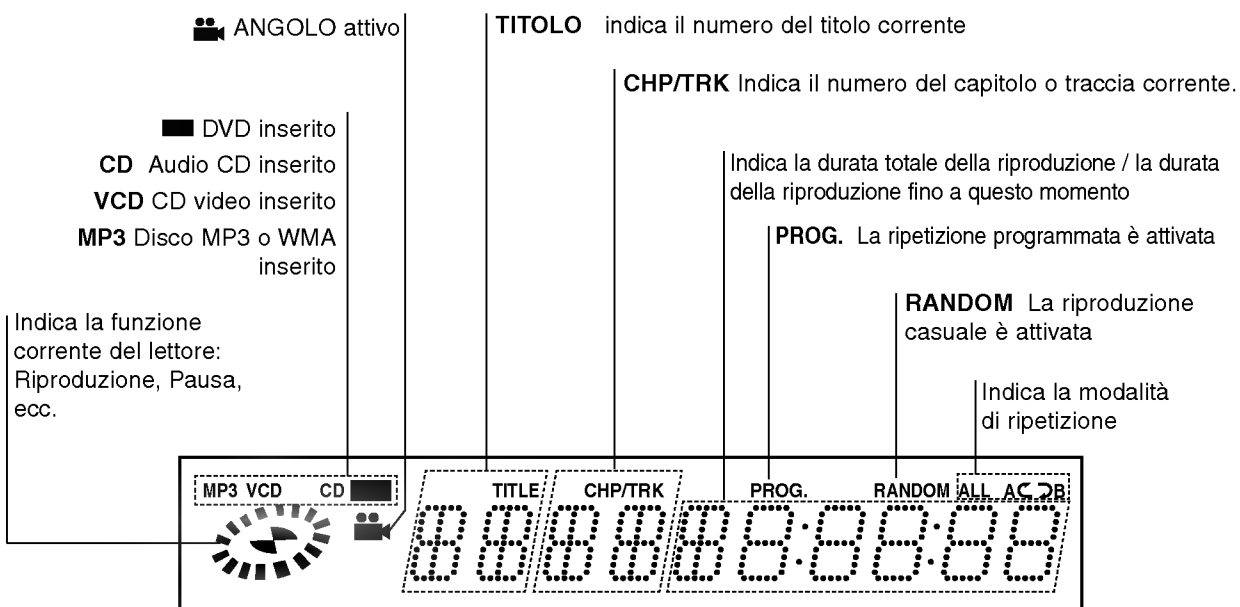 ANGOLO attivo
TITOLO indica il numero del titolo corrente
CHP/TRK Indica il numero del capitolo o traccia corrente.
DVD inserito
CD Audio CD inserito
VCD CD video inserito
MP3 Disco MP3 o WMA
inserito
Indica la durata totale della riproduzione / la durata
della riproduzione fino a questo momento
PROG. La ripetizione programmata è attivata
RANDOM La riproduzione
casuale è attivata
Indica la funzione
corrente del lettore:
Riproduzione, Pausa,
ecc.
Indica la modalità
di ripetizione
MP3 VCD CD TITLE CHP/TRK PROG. RANDOM ALL A B